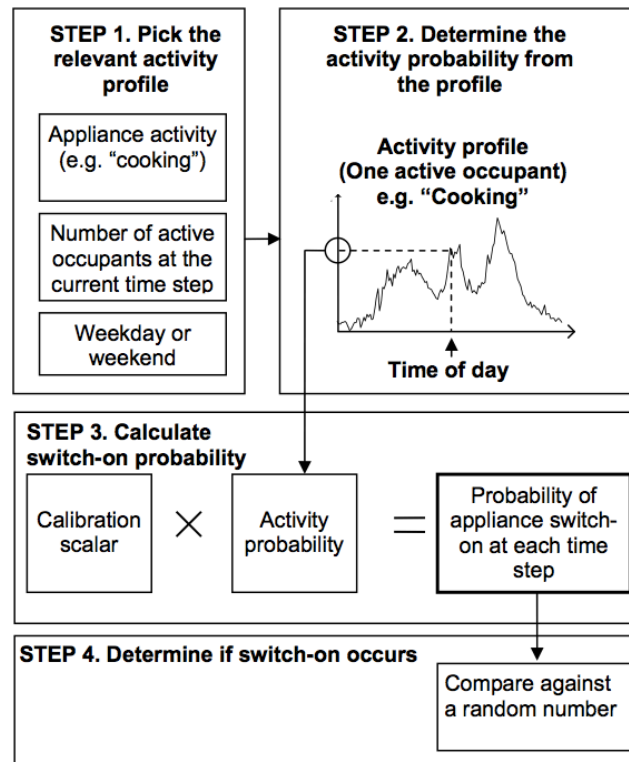 STEP 1. Pick the
relevant activity
profile
Appliance activity
(e.g. “cooking”)
Number of active
occupants at the
current time step
Weekday or
weekend
STEP 2. Determine the
activity probability from
the profile
Activity profile
(One active occupant)
e.g. “Cooking”
Time of day
STEP 3. Calculate
switch-on probability
Calibration
scalar
×
Activity
probability
=
Probability of
appliance switch-
on at each time
step
STEP 4. Determine if switch-on occurs
Compare against
a random number